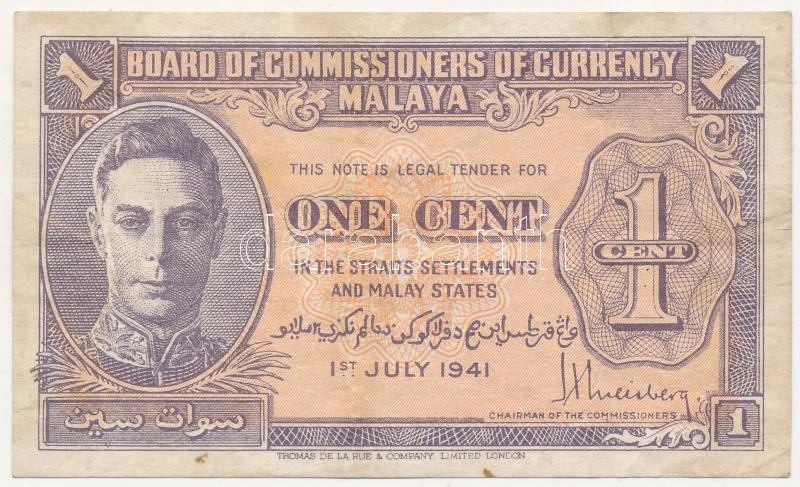 1 BOARD OF COMMISSIONERS OF CURRENCY 1
MALAYA
THIS NOTE IS LEGAL TENDER FOR
ONE CENT
1
CENT
IN THE STRAITS SETTLEMENTS
AND MALAY STATES
1ST JULY 1941
CHAIRMAN OF THE COMMISSIONERS
سوات سين
1
THOMAS DE LA RUE & COMPANY, LIMITED LONDON